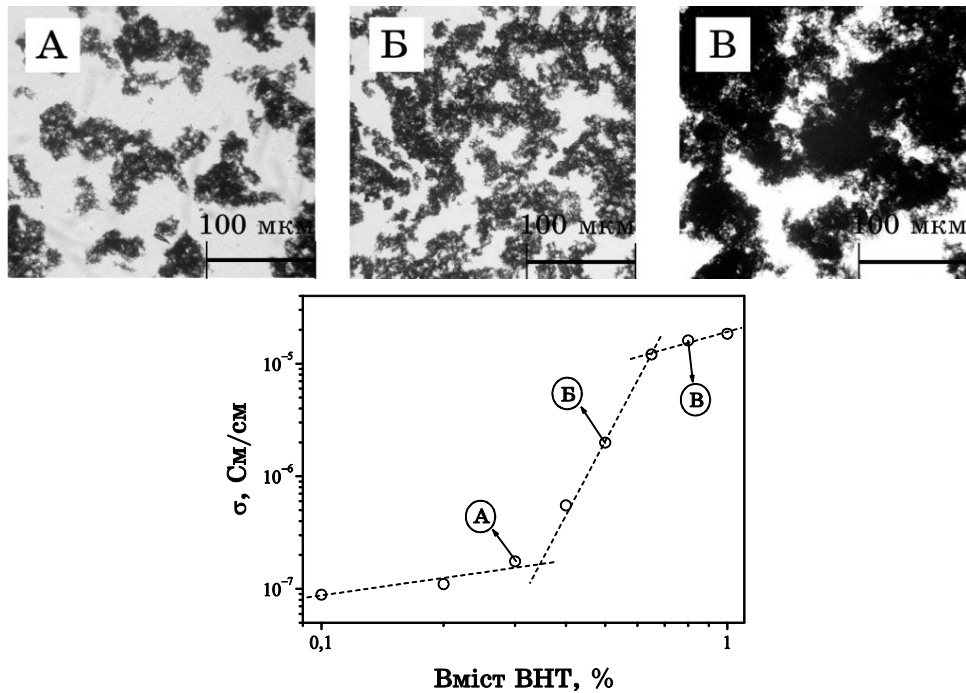 А
Б
В
100 мкм
100 мкм
100 мкм
σ, См/см
10⁻⁵
10⁻⁶
10⁻⁷
А
Б
В
0,1
1
Вміст ВНТ, %